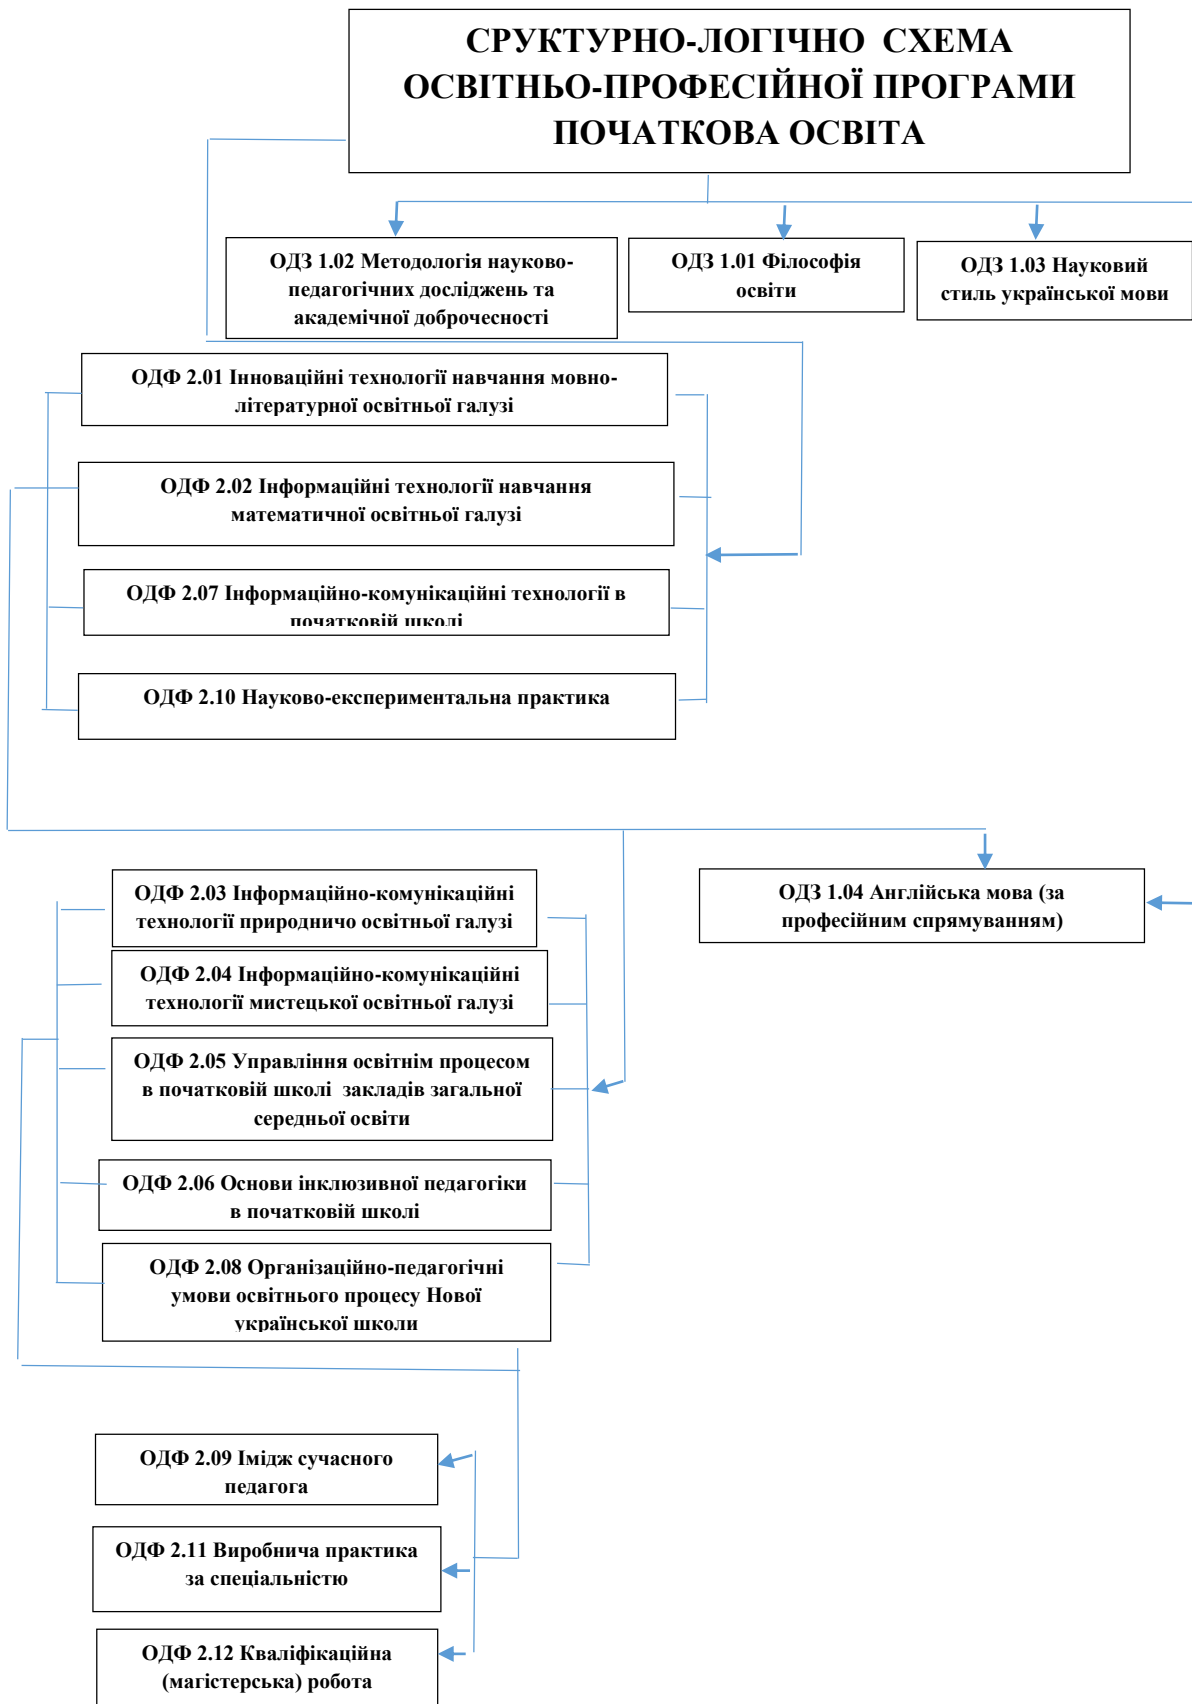 СРУКТУРНО-ЛОГІЧНО СХЕМА
ОСВІТНЬО-ПРОФЕСІЙНОЇ ПРОГРАМИ
ПОЧАТКОВА ОСВІТА
ОДЗ 1.02 Методологія науково-
педагогічних досліджень та
академічної доброчесності
ОДЗ 1.01 Філософія
освіти
ОДЗ 1.03 Науковий
стиль української мови
ОДФ 2.01 Інноваційні технології навчання мовно-
літературної освітньої галузі
ОДФ 2.02 Інформаційні технології навчання
математичної освітньої галузі
ОДФ 2.07 Інформаційно-комунікаційні технології в
початковій школі
ОДФ 2.10 Науково-експериментальна практика
ОДФ 2.03 Інформаційно-комунікаційні
технології природничо освітньої галузі
ОДЗ 1.04 Англійська мова (за
професійним спрямуванням)
ОДФ 2.04 Інформаційно-комунікаційні
технології мистецької освітньої галузі
ОДФ 2.05 Управління освітнім процесом
в початковій школі закладів загальної
середньої освіти
ОДФ 2.06 Основи інклюзивної педагогіки
в початковій школі
ОДФ 2.08 Організаційно-педагогічні
умови освітнього процесу Нової
української школи
ОДФ 2.09 Імідж сучасного
педагога
ОДФ 2.11 Виробнича практика
за спеціальністю
ОДФ 2.12 Кваліфікаційна
(магістерська) робота